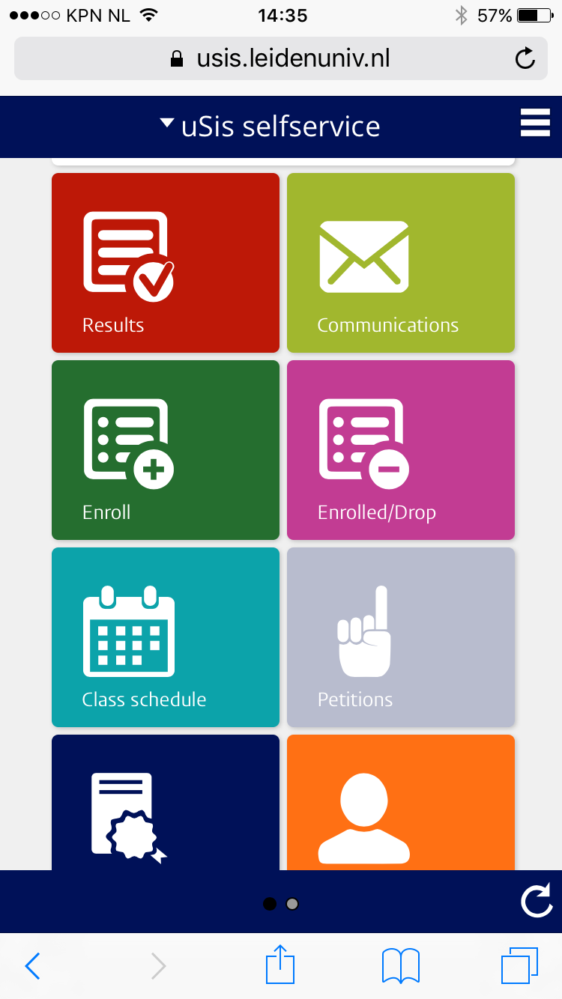 KPN NL 14:35 57%
usis.leidenuniv.nl
uSis selfservice
Results
Communications
Enroll
Enrolled/Drop
Class schedule
Petitions